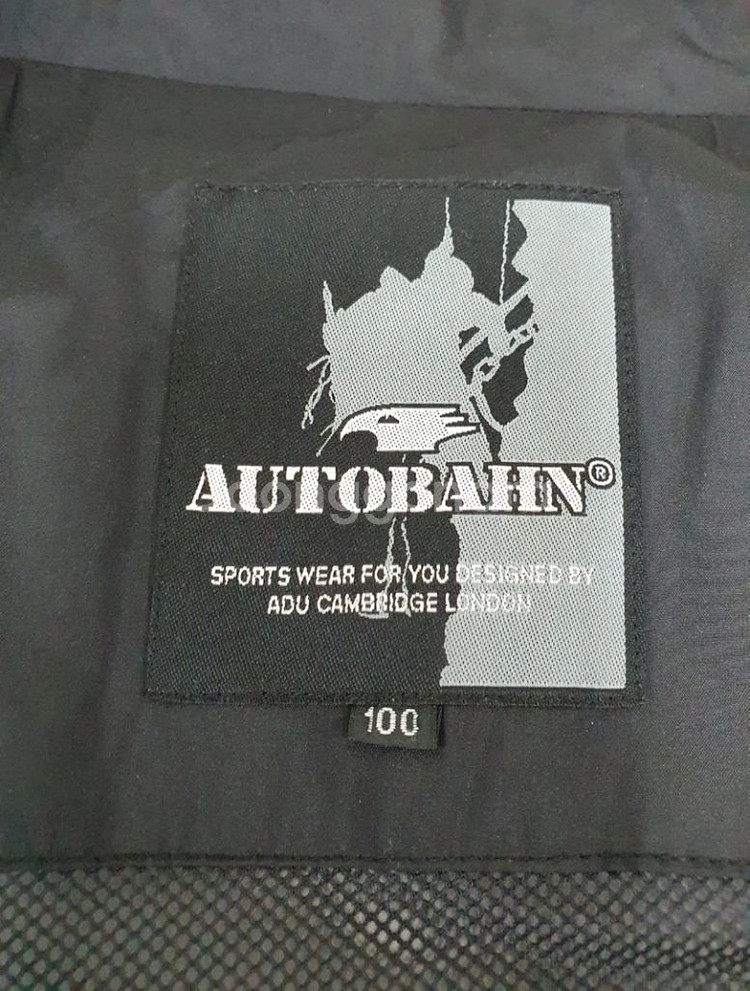 AUTOBAHN®
SPORTS WEAR FOR YOU DESIGNED BY
ADU CAMBRIDGE LONDON
100